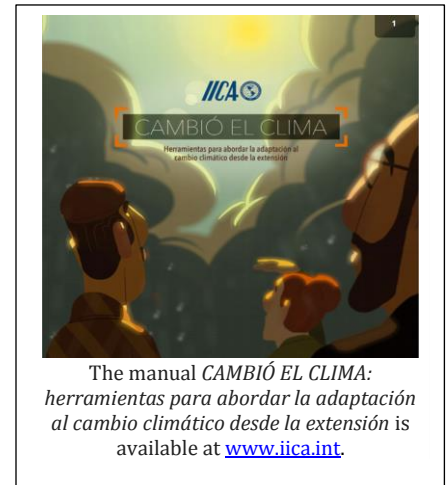 1
IICA
CAMBIÓ EL CLIMA
Herramientas para abordar la adaptación al
cambio climático desde la extensión
The manual CAMBIÓ EL CLIMA:
herramientas para abordar la adaptación
al cambio climático desde la extensión is
available at www.iica.int.